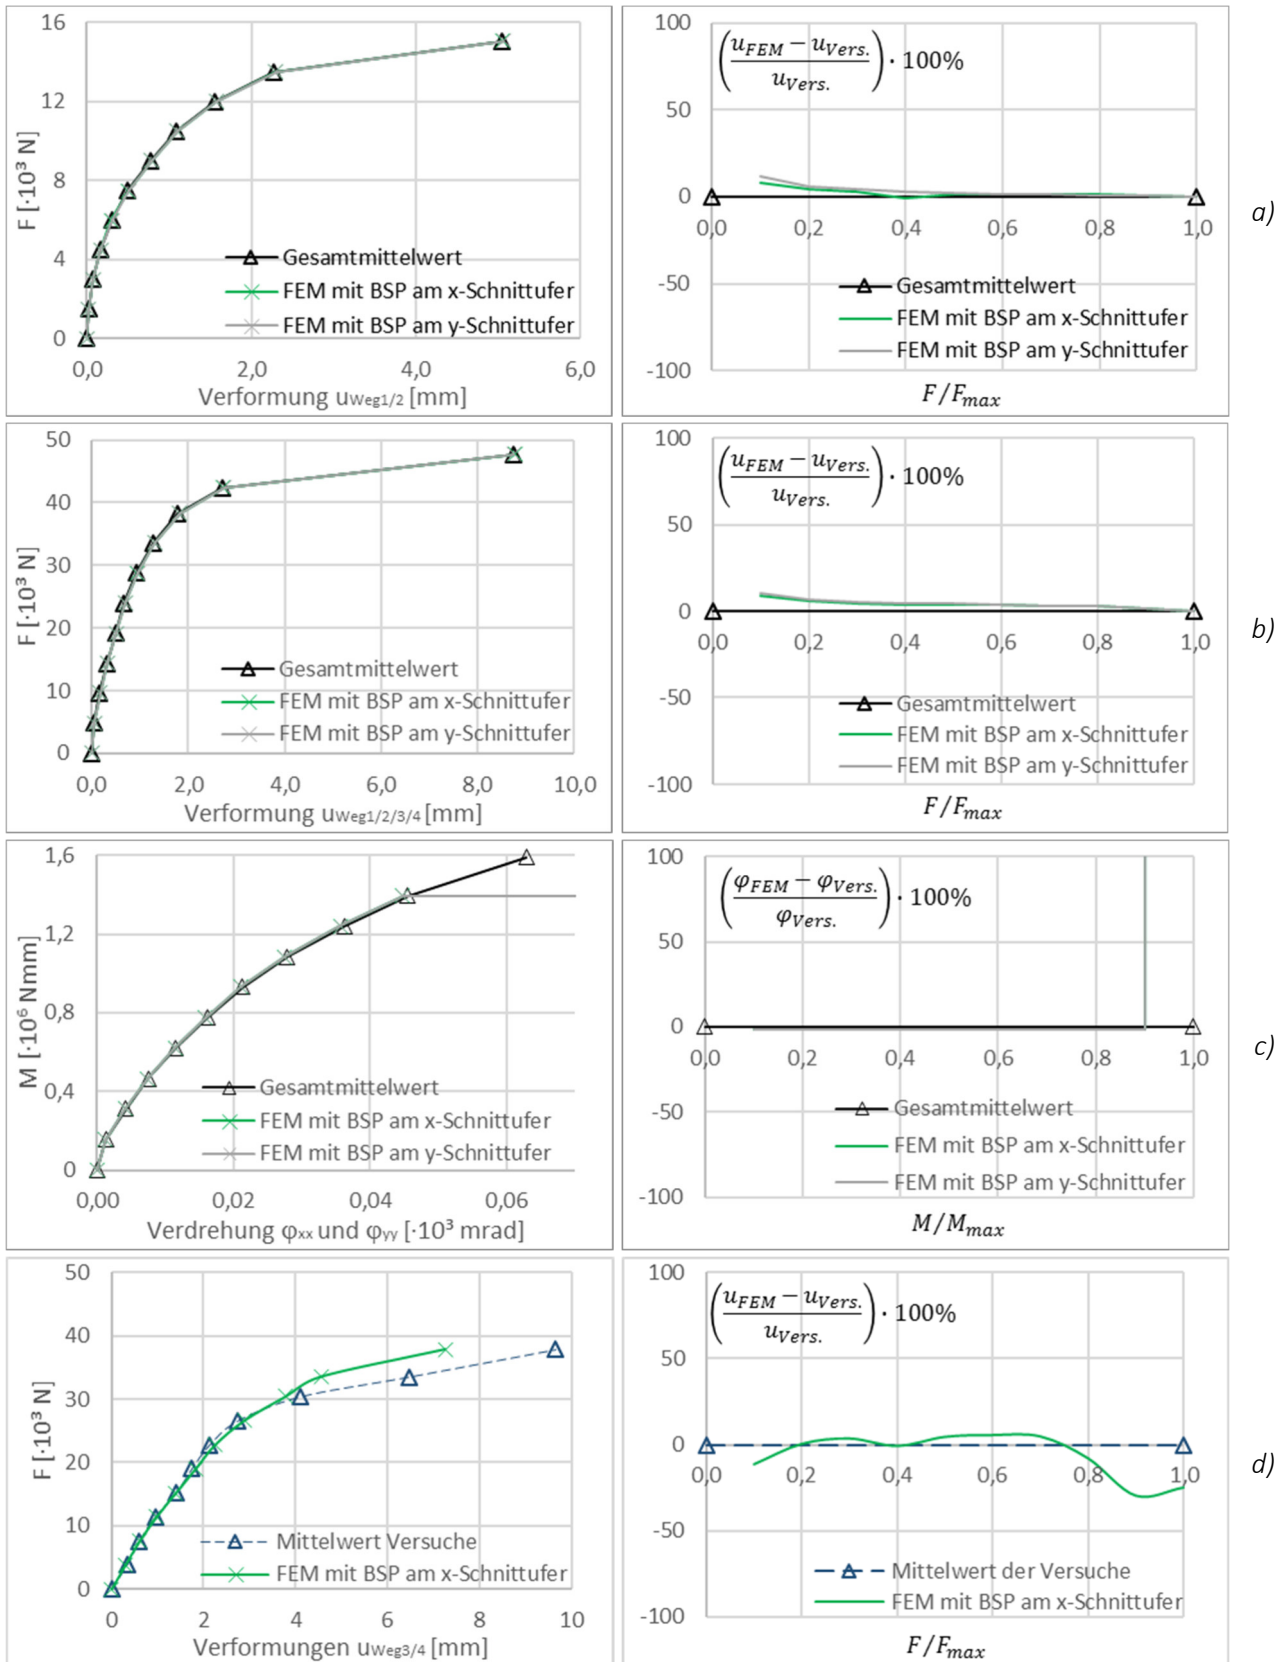 16
12
8
4
0
F [·10³ N]
Gesamtmittelwert
FEM mit BSP am x-Schnittufer
FEM mit BSP am y-Schnittufer
0,0 2,0 4,0 6,0
Verformung uWeg1/2 [mm]
100
50
0
-50
-100
(uFEM − uVers. / uVers.) · 100%
0,0 0,2 0,4 0,6 0,8 1,0
Gesamtmittelwert
FEM mit BSP am x-Schnittufer
FEM mit BSP am y-Schnittufer
F/Fmax
a)
50
40
30
20
10
0
F [·10³ N]
Gesamtmittelwert
FEM mit BSP am x-Schnittufer
FEM mit BSP am y-Schnittufer
0,0 2,0 4,0 6,0 8,0 10,0
Verformung uWeg1/2/3/4 [mm]
100
50
0
-50
-100
(uFEM − uVers. / uVers.) · 100%
0,0 0,2 0,4 0,6 0,8 1,0
Gesamtmittelwert
FEM mit BSP am x-Schnittufer
FEM mit BSP am y-Schnittufer
F/Fmax
b)
1,6
1,2
0,8
0,4
0
M [·10⁶ Nmm]
Gesamtmittelwert
FEM mit BSP am x-Schnittufer
FEM mit BSP am y-Schnittufer
0,00 0,02 0,04 0,06
Verdrehung φxx und φyy [·10³ mrad]
100
50
0
-50
-100
(φFEM − φVers. / φVers.) · 100%
0,0 0,2 0,4 0,6 0,8 1,0
Gesamtmittelwert
FEM mit BSP am x-Schnittufer
FEM mit BSP am y-Schnittufer
M/Mmax
c)
50
40
30
20
10
0
F [·10³ N]
Mittelwert Versuche
FEM mit BSP am x-Schnittufer
0 2 4 6 8 10
Verformungen uWeg3/4 [mm]
100
50
0
-50
-100
(uFEM − uVers. / uVers.) · 100%
0,0 0,2 0,4 0,6 0,8 1,0
Mittelwert der Versuche
FEM mit BSP am x-Schnittufer
F/Fmax
d)